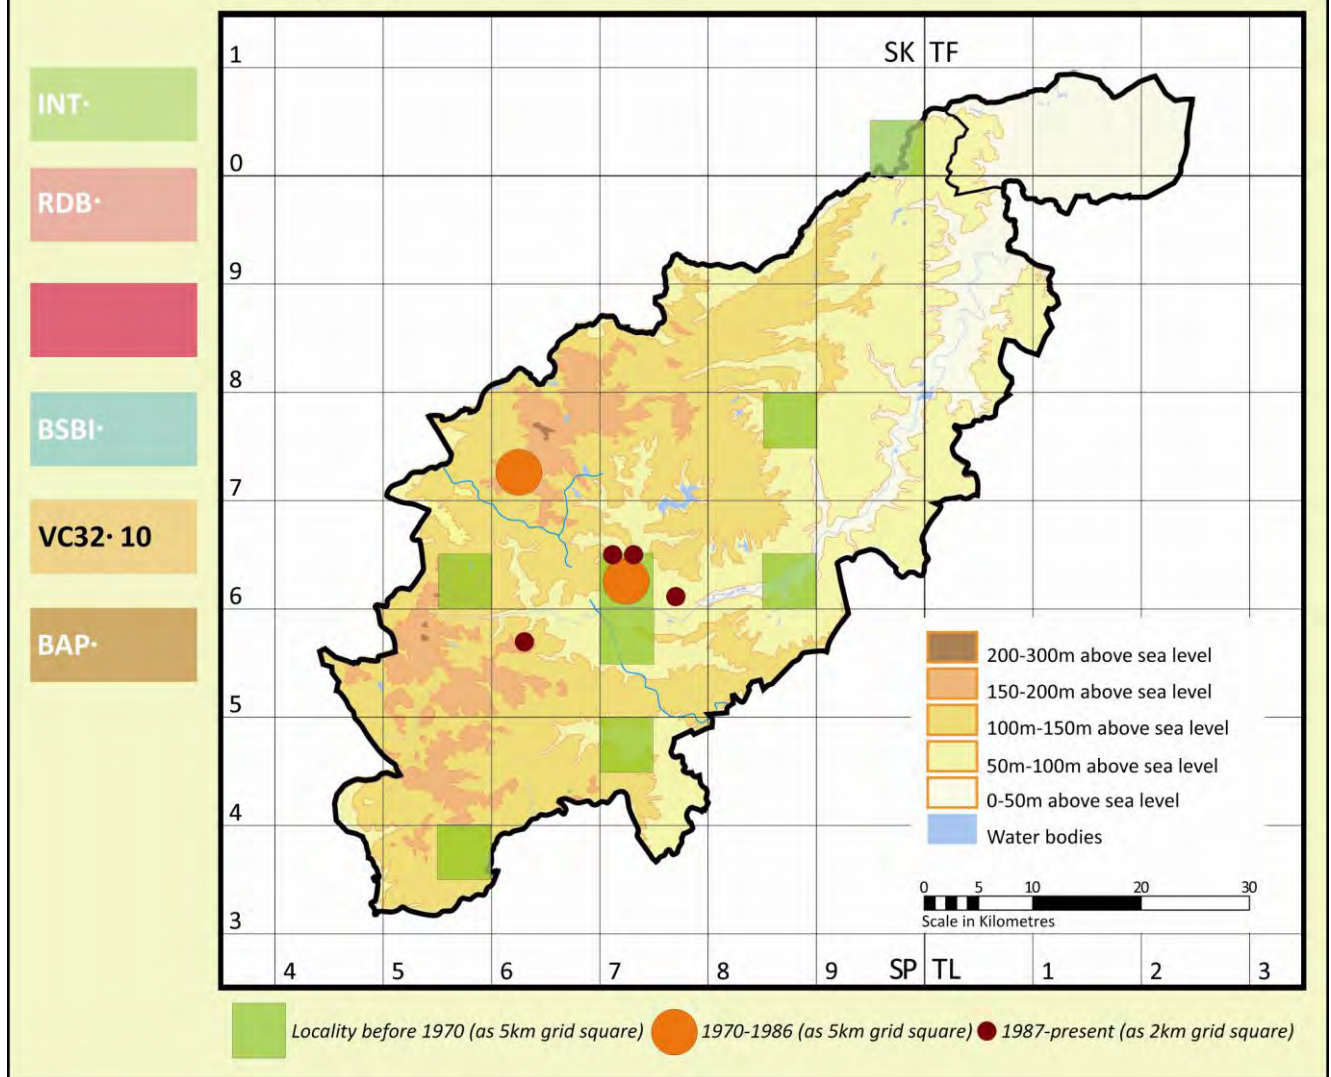 INT·
RDB·
BSBI·
VC32· 10
BAP·
1
SK TF
0
9
8
7
6
5
4
3
4 5 6 7 8 9 SP TL 1 2 3
200-300m above sea level
150-200m above sea level
100m-150m above sea level
50m-100m above sea level
0-50m above sea level
Water bodies
0 5 10 20 30
Scale in Kilometres
Locality before 1970 (as 5km grid square) 1970-1986 (as 5km grid square) 1987-present (as 2km grid square)